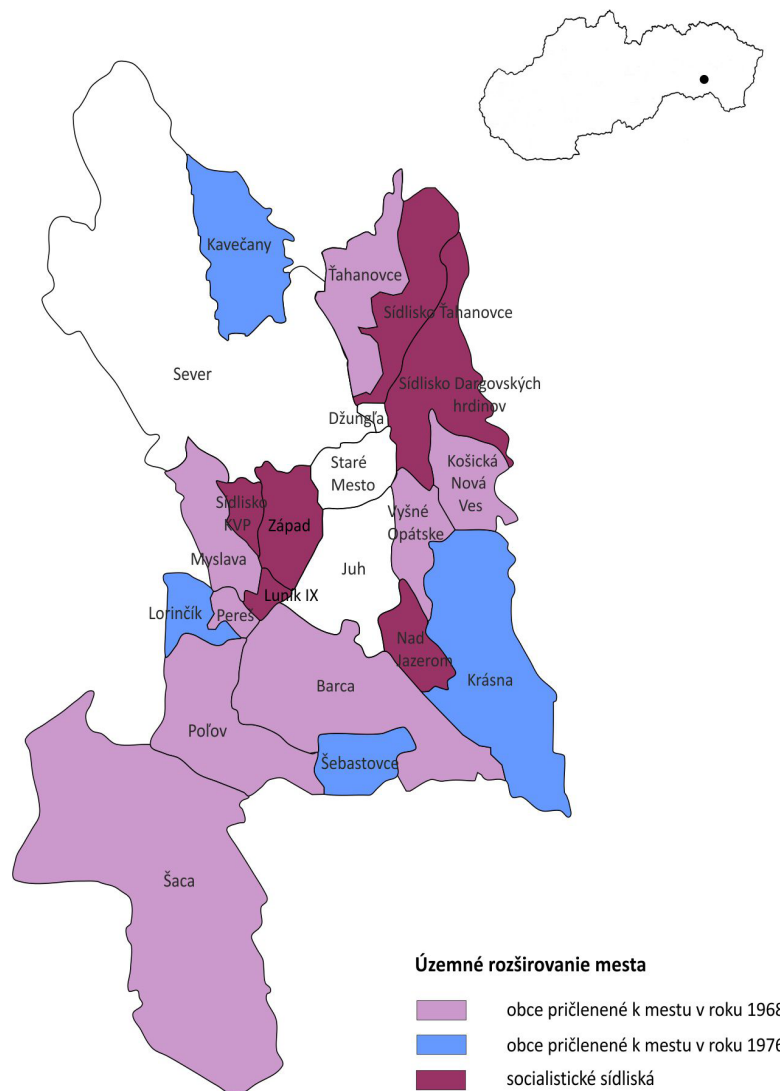 Kavečany
Ťahanovce
Sídlisko Ťahanovce
Sever
Sídlisko Dargovských
hrdinov
Džungľa
Staré
Mesto
Košická
Nová
Ves
Sídlisko
KVP
Západ
Vyšné
Opátske
Myslava
Juh
Luník IX
Lorinčík
Pereš
Nad
Jazerom
Krásna
Barca
Poľov
Šebastovce
Šaca
Územné rozširovanie mesta
obce pričlenené k mestu v roku 1968
obce pričlenené k mestu v roku 1976
socialistické sídliská